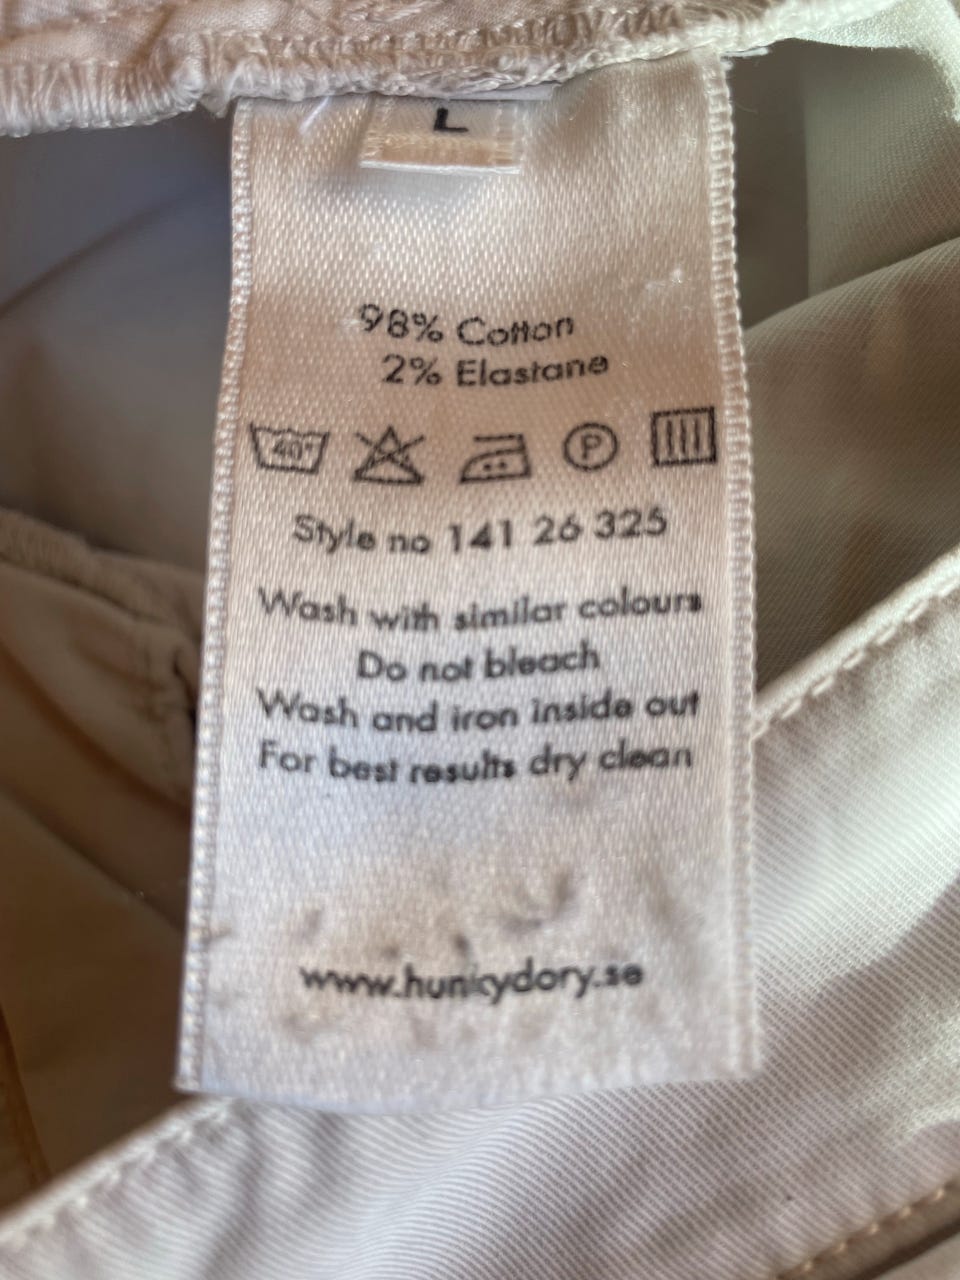 L
98% Cotton
2% Elastane
40°
P
Style no 141 26 325
Wash with similar colours
Do not bleach
Wash and iron inside out
For best results dry clean
www.hunkydory.se